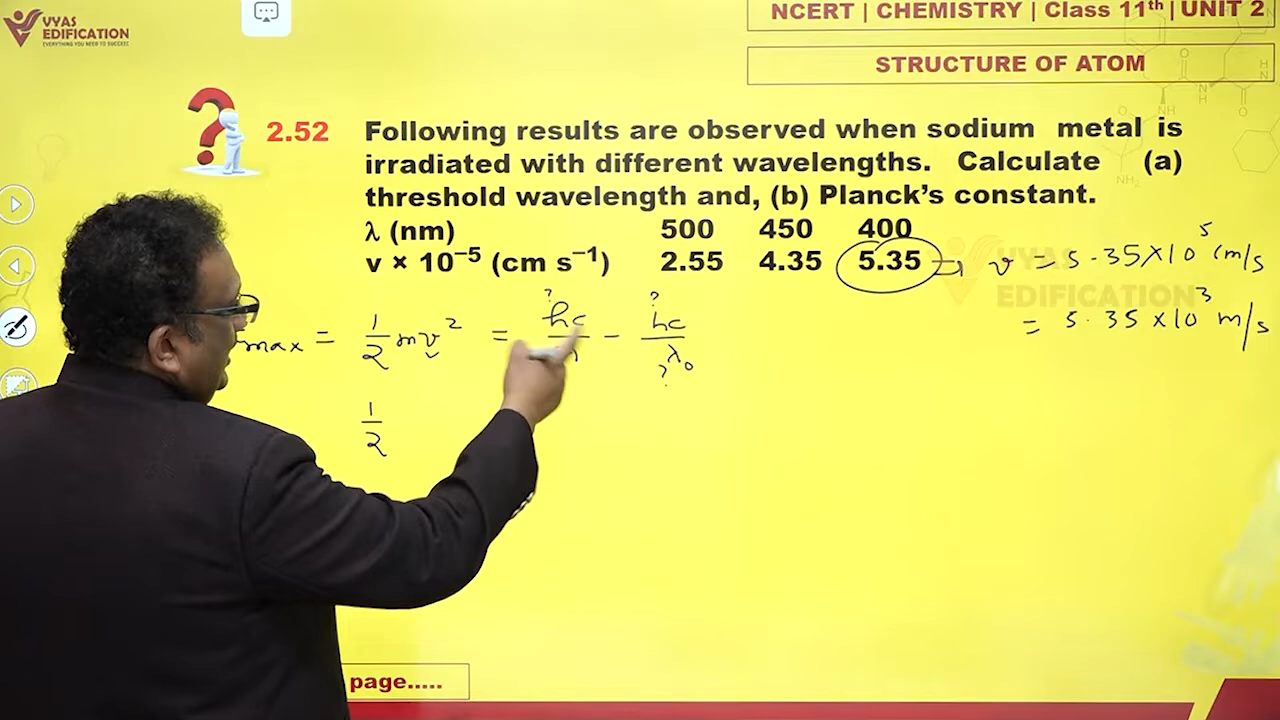 VYAS
EDIFICATION
EVERYTHING YOU NEED TO SUCCEED
NCERT | CHEMISTRY | Class 11th | UNIT 2
STRUCTURE OF ATOM
2.52 Following results are observed when sodium metal is
irradiated with different wavelengths. Calculate (a)
threshold wavelength and, (b) Planck’s constant.
λ (nm) 500 450 400
v × 10⁻⁵ (cm s⁻¹) 2.55 4.35 5.35 ⇒ v = 5.35×10⁵ cm/s
VYAS
EDIFICATION
= 5.35×10³ m/s
max = 1/2 mv² = hc/λ - hc/λ₀
? ? ?
1/2
page.....